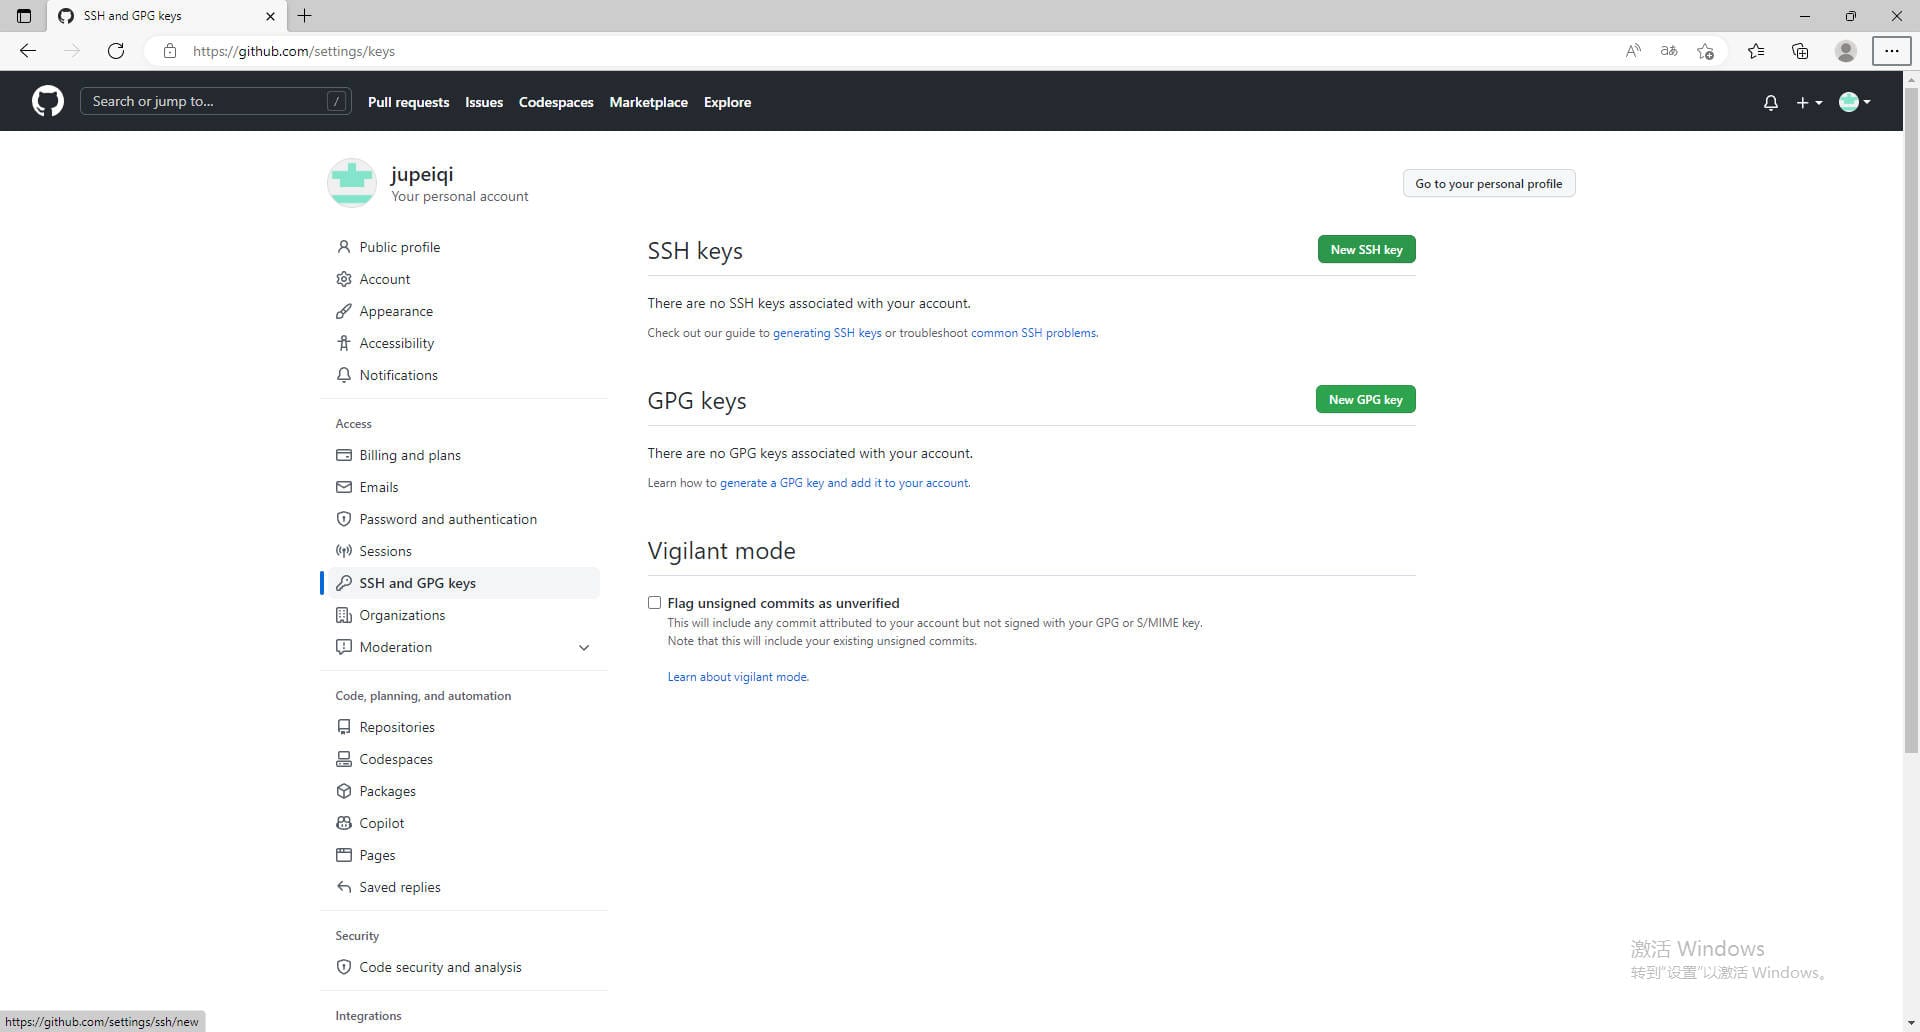 SSH and GPG keys
https://github.com/settings/keys
Search or jump to... /
Pull requests Issues Codespaces Marketplace Explore
jupeiqi
Your personal account
Go to your personal profile
Public profile
Account
Appearance
Accessibility
Notifications
Access
Billing and plans
Emails
Password and authentication
Sessions
SSH and GPG keys
Organizations
Moderation
Code, planning, and automation
Repositories
Codespaces
Packages
Copilot
Pages
Saved replies
Security
Code security and analysis
Integrations
SSH keys
New SSH key
There are no SSH keys associated with your account.
Check out our guide to generating SSH keys or troubleshoot common SSH problems.
GPG keys
New GPG key
There are no GPG keys associated with your account.
Learn how to generate a GPG key and add it to your account.
Vigilant mode
Flag unsigned commits as unverified
This will include any commit attributed to your account but not signed with your GPG or S/MIME key.
Note that this will include your existing unsigned commits.
Learn about vigilant mode.
激活 Windows
转到"设置"以激活 Windows。
https://github.com/settings/ssh/new